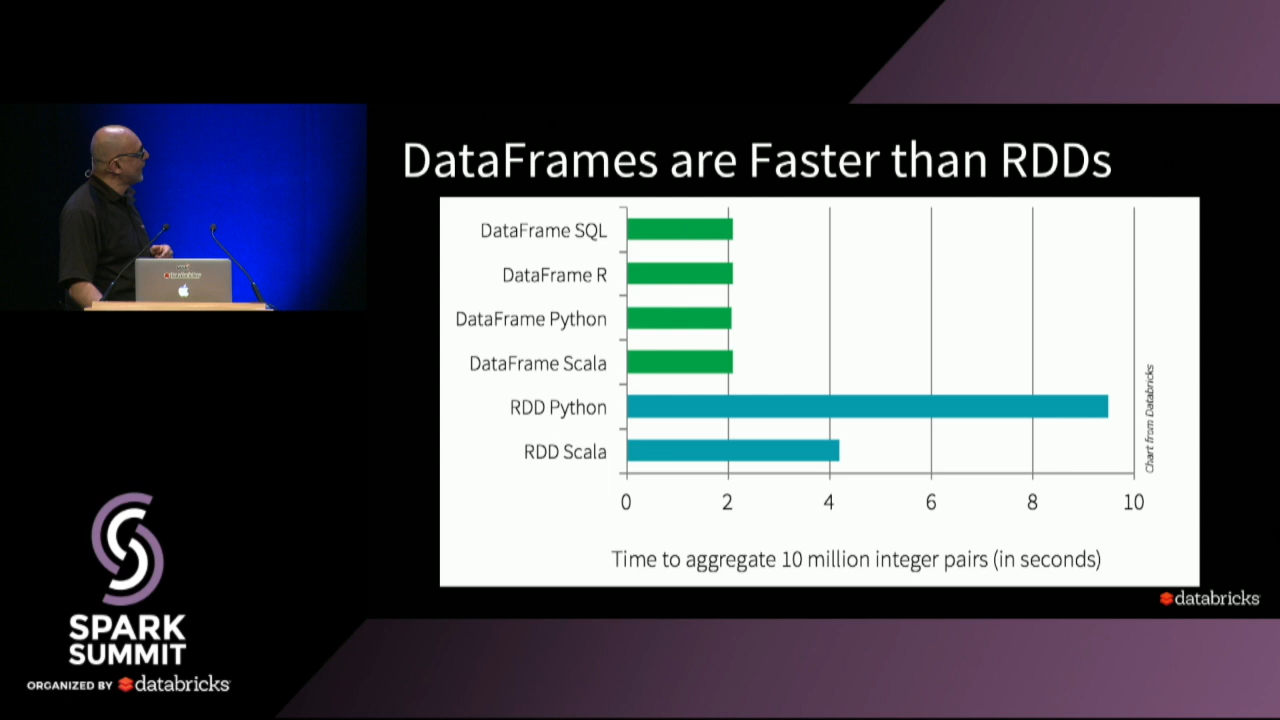 DataFrames are Faster than RDDs
DataFrame SQL
DataFrame R
DataFrame Python
DataFrame Scala
RDD Python
RDD Scala
0 2 4 6 8 10
Time to aggregate 10 million integer pairs (in seconds)
Chart from Databricks
databricks
SPARK
SUMMIT
ORGANIZED BY databricks